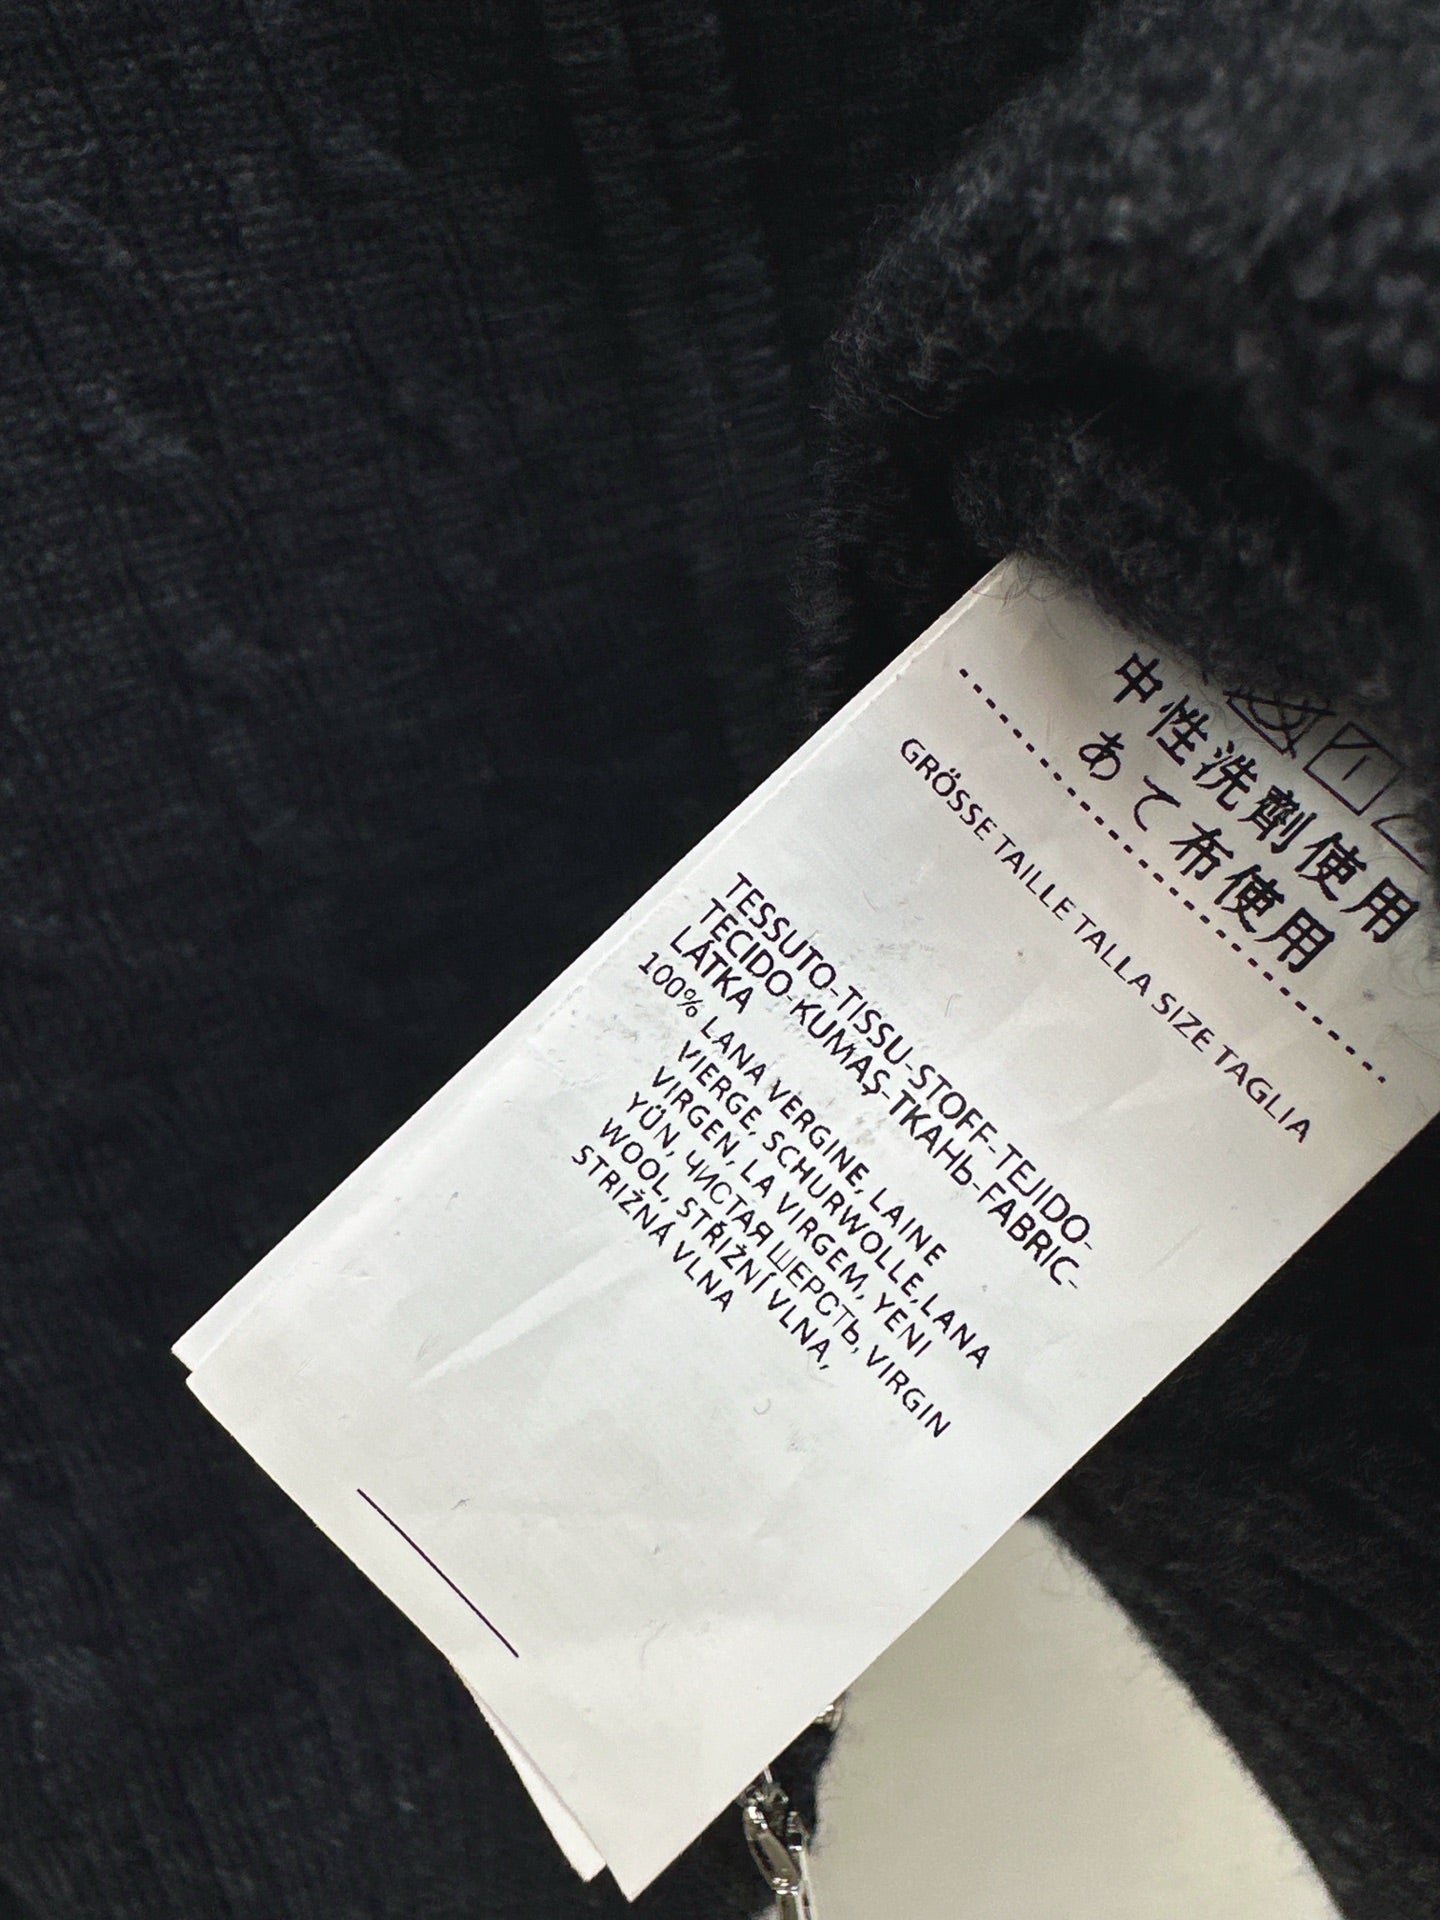 中性洗剤使用
あて布使用
GRÖSSE TAILLE TALLA SIZE TAGLIA
TESSUTO-TISSU-STOFF-TEJIDO-
TECIDO-KUMAŞ-TKAHЬ-FABRIC-
LÁTKA
100% LANA VERGINE, LAINE
VIERGE, SCHURWOLLE, LANA
VIRGEN, LA VIRGEM, YENI
YÜN, ЧИСТАЯ ШЕРСТЬ, VIRGIN
WOOL, STŘIŽNÍ VLNA,
STRIŽNÁ VLNA